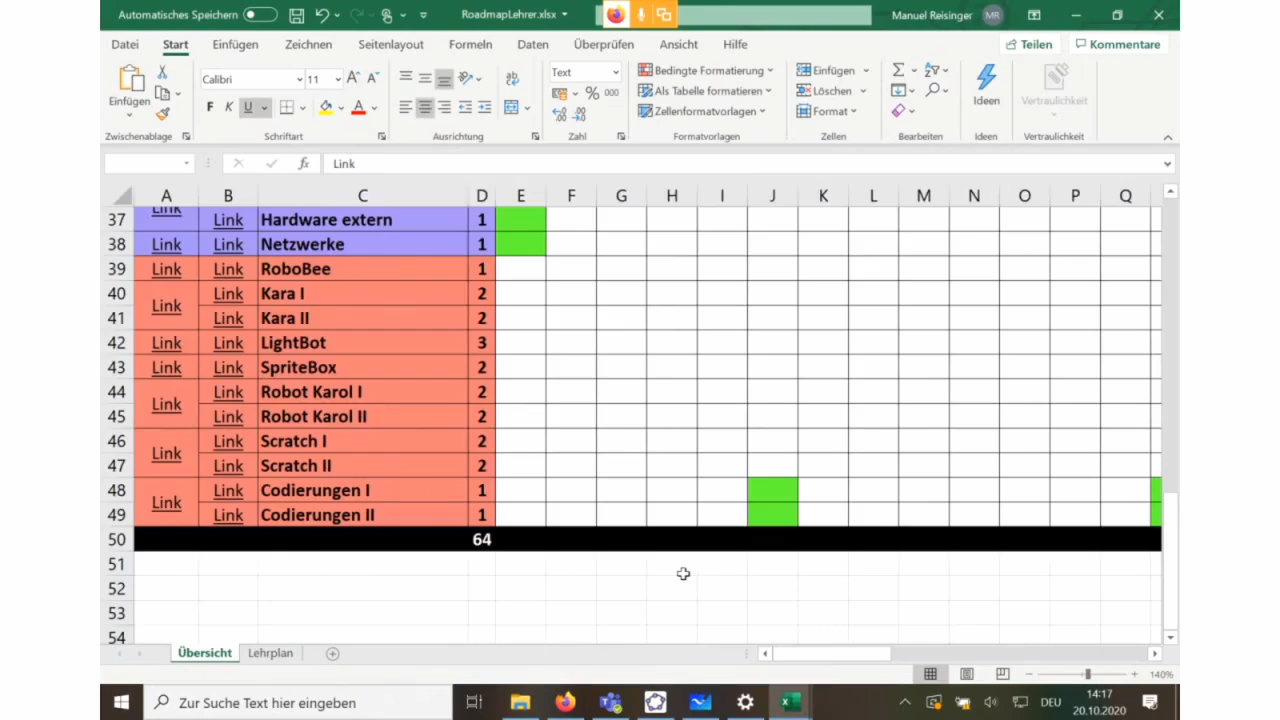 Automatisches Speichern RoadmapLehrer.xlsx Manuel Reisinger MR
Datei Start Einfügen Zeichnen Seitenlayout Formeln Daten Überprüfen Ansicht Hilfe Teilen Kommentare
Calibri 11 Text Bedingte Formatierung Einfügen
Einfügen F K U Als Tabelle formatieren Löschen Ideen Vertraulichkeit
Zellenformatvorlagen Format
Zwischenablage Schriftart Ausrichtung Zahl Formatvorlagen Zellen Bearbeiten Ideen Vertraulichkeit
fx Link
A B C D E F G H I J K L M N O P Q
Link
37 Link Hardware extern 1
38 Link Link Netzwerke 1
39 Link Link RoboBee 1
40 Link Link Kara I 2
41 Link Kara II 2
42 Link Link LightBot 3
43 Link Link SpriteBox 2
44 Link Link Robot Karol I 2
45 Link Robot Karol II 2
46 Link Link Scratch I 2
47 Link Scratch II 2
48 Link Link Codierungen I 1
49 Link Codierungen II 1
50 64
51
52
53
54
Übersicht Lehrplan
140%
Zur Suche Text hier eingeben DEU 14:17
20.10.2020